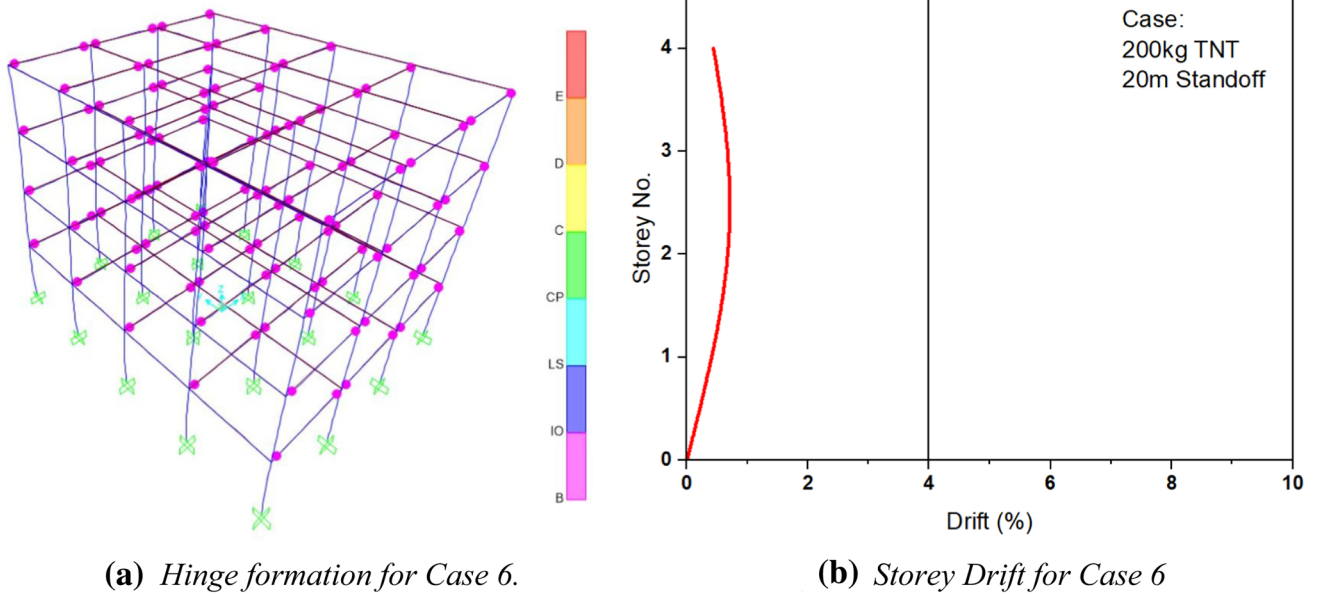 E
D
C
CP
LS
IO
B
Z
Case:
200kg TNT
20m Standoff
Storey No.
4
3
2
1
0
0 2 4 6 8 10
Drift (%)
(a) Hinge formation for Case 6.
(b) Storey Drift for Case 6